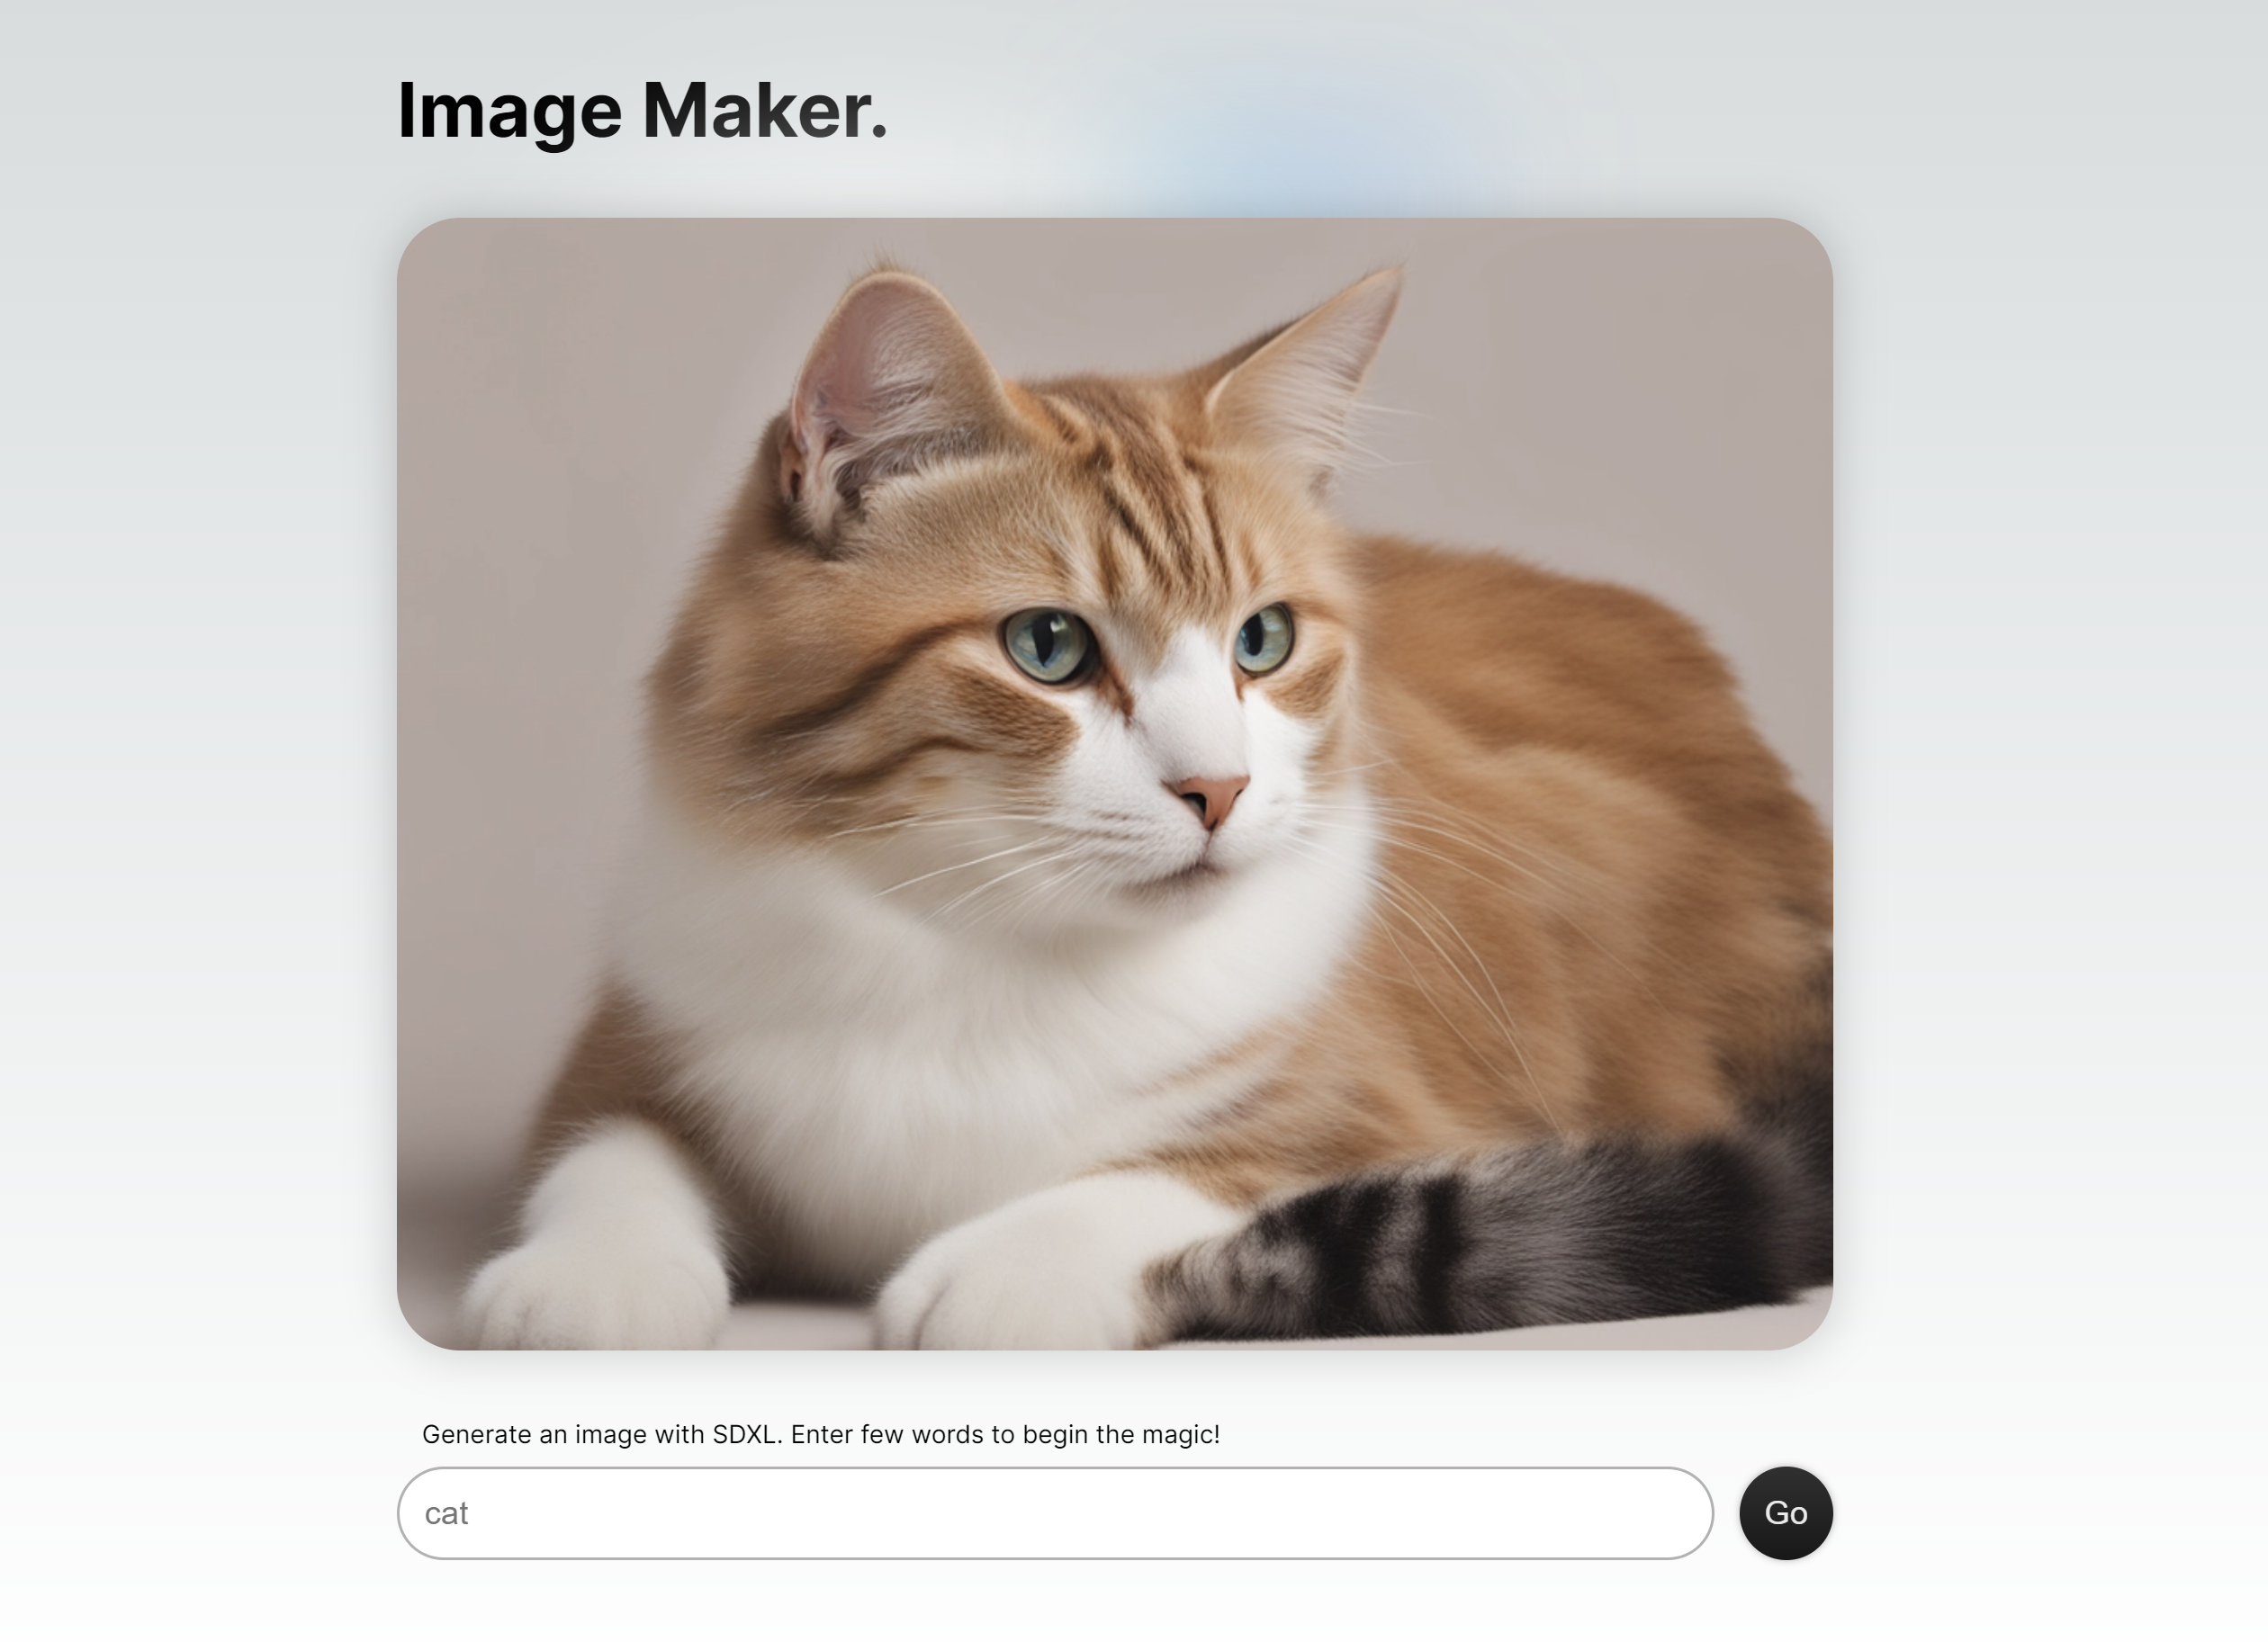 Image Maker.
Generate an image with SDXL. Enter few words to begin the magic!
cat
Go